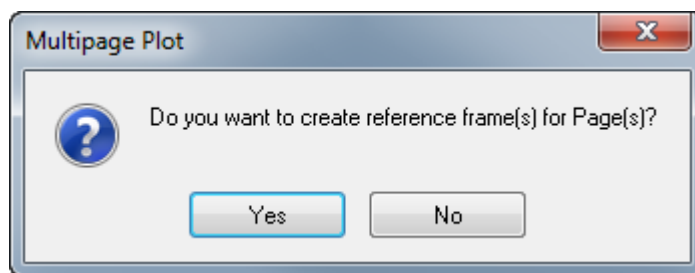 Multipage Plot
Do you want to create reference frame(s) for Page(s)?
Yes
No